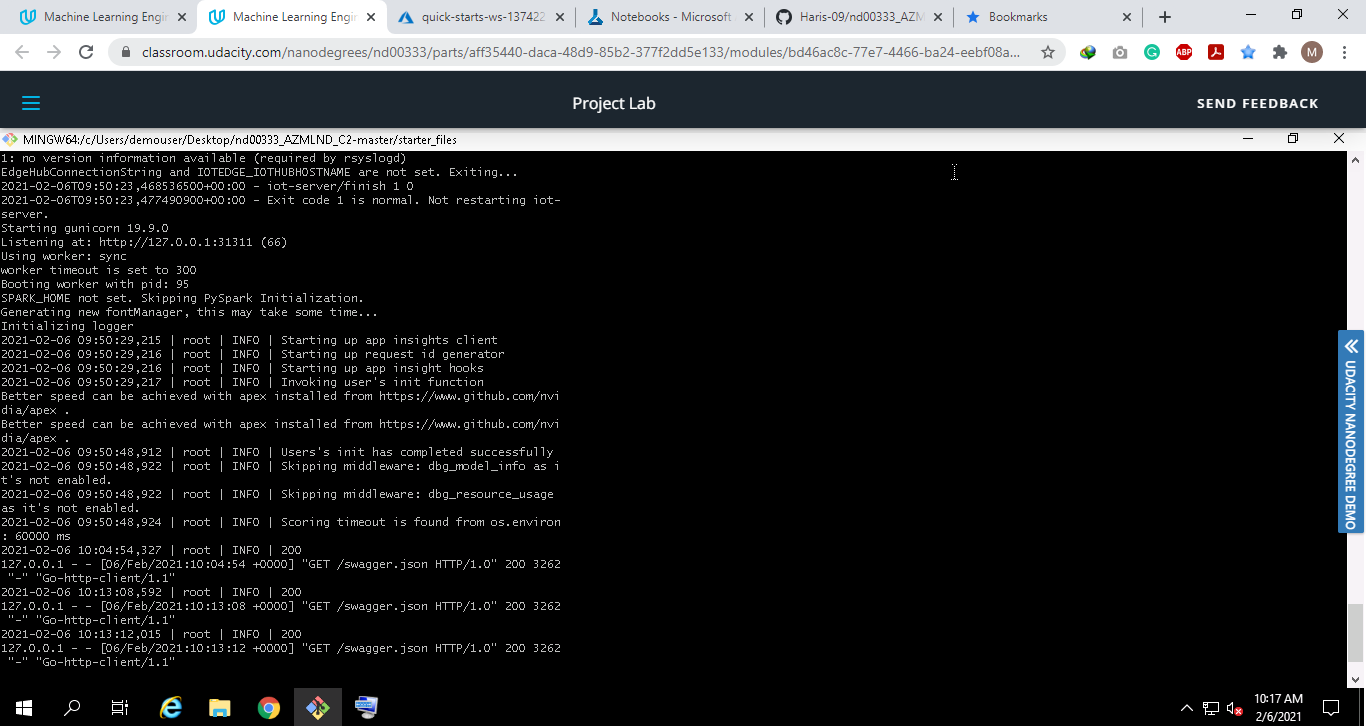 Machine Learning Engin
Machine Learning Engin
quick-starts-ws-137422
Notebooks - Microsoft
Haris-09/nd00333_AZM
Bookmarks
classroom.udacity.com/nanodegrees/nd00333/parts/aff35440-daca-48d9-85b2-377f2dd5e133/modules/bd46ac8c-77e7-4466-ba24-eebf08a...
ABP
M
Project Lab
SEND FEEDBACK
MINGW64:/c/Users/demouser/Desktop/nd00333_AZMLND_C2-master/starter_files
1: no version information available (required by rsyslogd)
EdgeHubConnectionString and IOTEDGE_IOTHUBHOSTNAME are not set. Exiting...
2021-02-06T09:50:23,468536500+00:00 - iot-server/finish 1 0
2021-02-06T09:50:23,477490900+00:00 - Exit code 1 is normal. Not restarting iot-
server.
Starting gunicorn 19.9.0
Listening at: http://127.0.0.1:31311 (66)
Using worker: sync
worker timeout is set to 300
Booting worker with pid: 95
SPARK_HOME not set. Skipping PySpark Initialization.
Generating new fontManager, this may take some time...
Initializing logger
2021-02-06 09:50:29,215 | root | INFO | Starting up app insights client
2021-02-06 09:50:29,216 | root | INFO | Starting up request id generator
2021-02-06 09:50:29,216 | root | INFO | Starting up app insight hooks
2021-02-06 09:50:29,217 | root | INFO | Invoking user's init function
Better speed can be achieved with apex installed from https://www.github.com/nvi
dia/apex .
Better speed can be achieved with apex installed from https://www.github.com/nvi
dia/apex .
2021-02-06 09:50:48,912 | root | INFO | Users's init has completed successfully
2021-02-06 09:50:48,922 | root | INFO | Skipping middleware: dbg_model_info as i
t's not enabled.
2021-02-06 09:50:48,922 | root | INFO | Skipping middleware: dbg_resource_usage
as it's not enabled.
2021-02-06 09:50:48,924 | root | INFO | Scoring timeout is found from os.environ
: 60000 ms
2021-02-06 10:04:54,327 | root | INFO | 200
127.0.0.1 - - [06/Feb/2021:10:04:54 +0000] "GET /swagger.json HTTP/1.0" 200 3262
"-" "Go-http-client/1.1"
2021-02-06 10:13:08,592 | root | INFO | 200
127.0.0.1 - - [06/Feb/2021:10:13:08 +0000] "GET /swagger.json HTTP/1.0" 200 3262
"-" "Go-http-client/1.1"
2021-02-06 10:13:12,015 | root | INFO | 200
127.0.0.1 - - [06/Feb/2021:10:13:12 +0000] "GET /swagger.json HTTP/1.0" 200 3262
"-" "Go-http-client/1.1"
UDACITY NANODEGREE DEMO
10:17 AM
2/6/2021